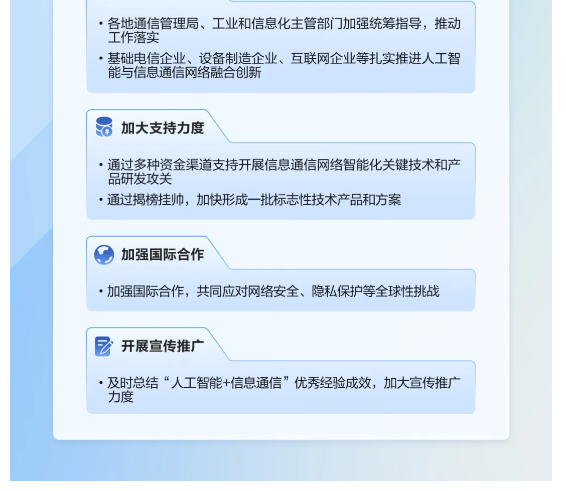 • 各地通信管理局、工业和信息化主管部门加强统筹指导，推动
工作落实
• 基础电信企业、设备制造企业、互联网企业等扎实推进人工智
能与信息通信网络融合创新
加大支持力度
• 通过多种资金渠道支持开展信息通信网络智能化关键技术和产
品研发攻关
• 通过揭榜挂帅，加快形成一批标志性技术产品和方案
加强国际合作
• 加强国际合作，共同应对网络安全、隐私保护等全球性挑战
开展宣传推广
• 及时总结“人工智能+信息通信”优秀经验成效，加大宣传推广
力度